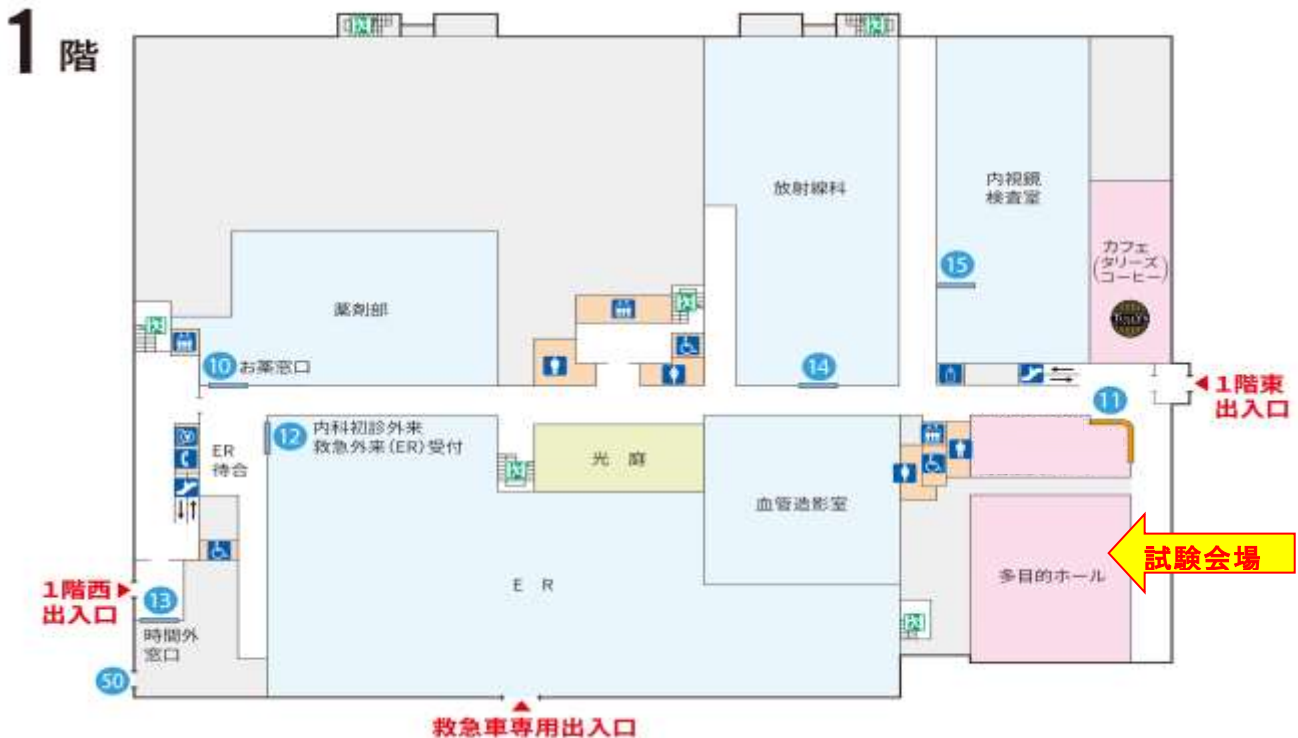 1 階
放射線科
内視鏡
検査室
カフェ
(タリーズ
コーヒー)
TULLY'S
15
薬剤部
10 お薬窓口
14
1階東
出入口
11
12 内科初診外来
救急外来(ER)受付
ER
待合
光 庭
血管造影室
試験会場
多目的ホール
E R
1階西
出入口
13
時間外
窓口
50
救急車専用出入口